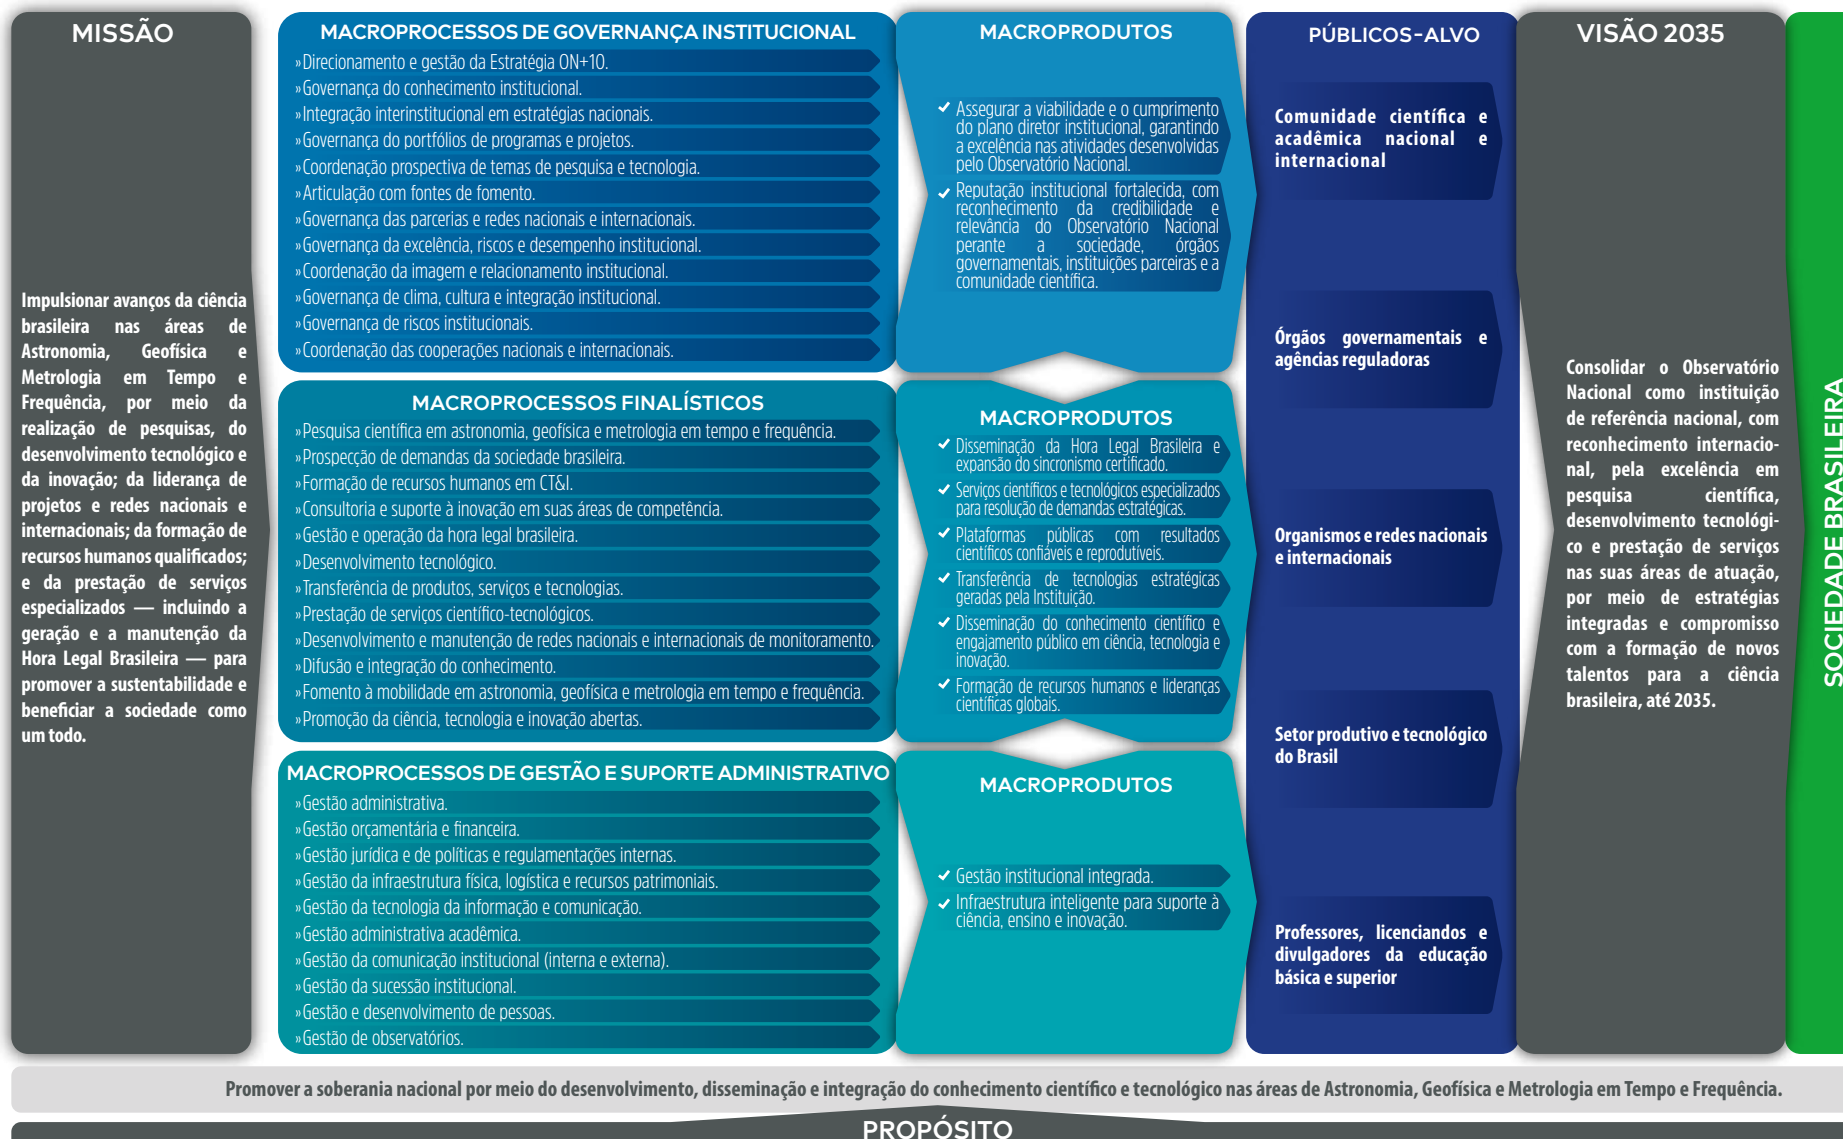 MISSÃO
Impulsionar avanços da ciência
brasileira nas áreas de
Astronomia, Geofísica e
Metrologia em Tempo e
Frequência, por meio da
realização de pesquisas, do
desenvolvimento tecnológico e
da inovação; da liderança de
projetos e redes nacionais e
internacionais; da formação de
recursos humanos qualificados;
e da prestação de serviços
especializados — incluindo a
geração e a manutenção da
Hora Legal Brasileira — para
promover a sustentabilidade e
beneficiar a sociedade como
um todo.
MACROPROCESSOS DE GOVERNANÇA INSTITUCIONAL
» Direcionamento e gestão da Estratégia ON+10.
» Governança do conhecimento institucional.
» Integração interinstitucional em estratégias nacionais.
» Governança do portfólios de programas e projetos.
» Coordenação prospectiva de temas de pesquisa e tecnologia.
» Articulação com fontes de fomento.
» Governança das parcerias e redes nacionais e internacionais.
» Governança da excelência, riscos e desempenho institucional.
» Coordenação da imagem e relacionamento institucional.
» Governança de clima, cultura e integração institucional.
» Governança de riscos institucionais.
» Coordenação das cooperações nacionais e internacionais.
MACROPRODUTOS
✓ Assegurar a viabilidade e o cumprimento
do plano diretor institucional, garantindo
a excelência nas atividades desenvolvidas
pelo Observatório Nacional.
✓ Reputação institucional fortalecida, com
reconhecimento da credibilidade e
relevância do Observatório Nacional
perante a sociedade, órgãos
governamentais, instituições parceiras e a
comunidade científica.
MACROPROCESSOS FINALÍSTICOS
» Pesquisa científica em astronomia, geofísica e metrologia em tempo e frequência.
» Prospecção de demandas da sociedade brasileira.
» Formação de recursos humanos em CT&I.
» Consultoria e suporte à inovação em suas áreas de competência.
» Gestão e operação da hora legal brasileira.
» Desenvolvimento tecnológico.
» Transferência de produtos, serviços e tecnologias.
» Prestação de serviços científico-tecnológicos.
» Desenvolvimento e manutenção de redes nacionais e internacionais de monitoramento.
» Difusão e integração do conhecimento.
» Fomento à mobilidade em astronomia, geofísica e metrologia em tempo e frequência.
» Promoção da ciência, tecnologia e inovação abertas.
MACROPRODUTOS
✓ Disseminação da Hora Legal Brasileira e
expansão do sincronismo certificado.
✓ Serviços científicos e tecnológicos especializados
para resolução de demandas estratégicas.
✓ Plataformas públicas com resultados
científicos confiáveis e reprodutíveis.
✓ Transferência de tecnologias estratégicas
geradas pela Instituição.
✓ Disseminação do conhecimento científico e
engajamento público em ciência, tecnologia e
inovação.
✓ Formação de recursos humanos e lideranças
científicas globais.
MACROPROCESSOS DE GESTÃO E SUPORTE ADMINISTRATIVO
» Gestão administrativa.
» Gestão orçamentária e financeira.
» Gestão jurídica e de políticas e regulamentações internas.
» Gestão da infraestrutura física, logística e recursos patrimoniais.
» Gestão da tecnologia da informação e comunicação.
» Gestão administrativa acadêmica.
» Gestão da comunicação institucional (interna e externa).
» Gestão da sucessão institucional.
» Gestão e desenvolvimento de pessoas.
» Gestão de observatórios.
MACROPRODUTOS
✓ Gestão institucional integrada.
✓ Infraestrutura inteligente para suporte à
ciência, ensino e inovação.
PÚBLICOS-ALVO
Comunidade científica e
acadêmica nacional e
internacional
Órgãos governamentais e
agências reguladoras
Organismos e redes nacionais
e internacionais
Setor produtivo e tecnológico
do Brasil
Professores, licenciandos e
divulgadores da educação
básica e superior
VISÃO 2035
Consolidar o Observatório
Nacional como instituição
de referência nacional, com
reconhecimento internacio-
nal, pela excelência em
pesquisa científica,
desenvolvimento tecnológi-
co e prestação de serviços
nas suas áreas de atuação,
por meio de estratégias
integradas e compromisso
com a formação de novos
talentos para a ciência
brasileira, até 2035.
SOCIEDADE BRASILEIRA
Promover a soberania nacional por meio do desenvolvimento, disseminação e integração do conhecimento científico e tecnológico nas áreas de Astronomia, Geofísica e Metrologia em Tempo e Frequência.
PROPÓSITO